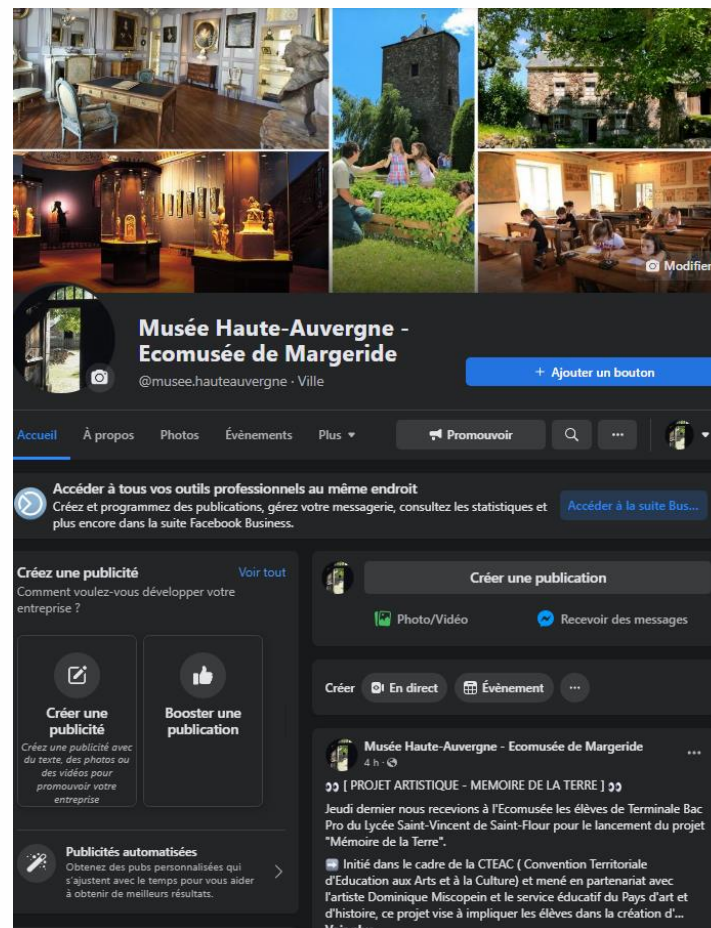 Modifier
Musée Haute-Auvergne -
Ecomusée de Margeride
@musee.hauteauvergne · Ville
+ Ajouter un bouton
Accueil À propos Photos Évènements Plus
Promouvoir
Accéder à tous vos outils professionnels au même endroit
Créez et programmez des publications, gérez votre messagerie, consultez les statistiques et
plus encore dans la suite Facebook Business.
Accéder à la suite Bus...
Créez une publicité
Voir tout
Comment voulez-vous développer votre
entreprise ?
Créer une
publicité
Créez une publicité avec
du texte, des photos ou
des vidéos pour
promouvoir votre
entreprise
Booster une
publication
Publicités automatisées
Obtenez des pubs personnalisées qui
s'ajustent avec le temps pour vous aider
à obtenir de meilleurs résultats.
Créer une publication
Photo/Vidéo
Recevoir des messages
Créer
En direct
Évènement
Musée Haute-Auvergne - Ecomusée de Margeride
4 h
[ PROJET ARTISTIQUE - MEMOIRE DE LA TERRE ]
Jeudi dernier nous recevions à l'Ecomusée les élèves de Terminale Bac
Pro du Lycée Saint-Vincent de Saint-Flour pour le lancement du projet
"Mémoire de la Terre".
Initié dans le cadre de la CTEAC ( Convention Territoriale
d'Education aux Arts et à la Culture) et mené en partenariat avec
l'artiste Dominique Miscopein et le service éducatif du Pays d'art et
d'histoire, ce projet vise à impliquer les élèves dans la création d'...